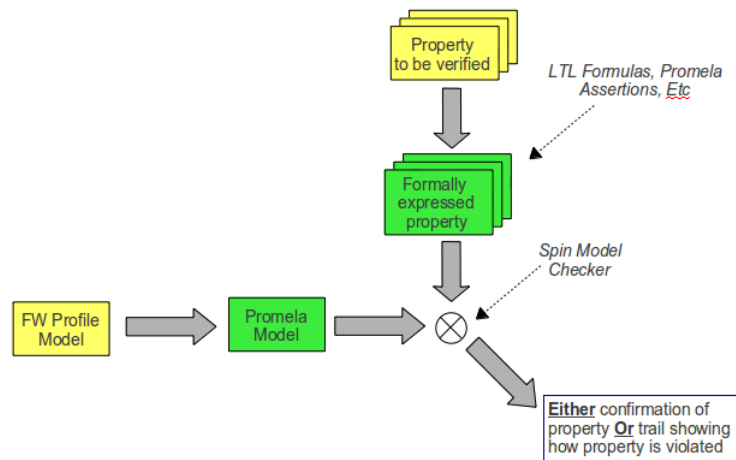 Property
to be verified
LTL Formulas, Promela
Assertions, Etc
Formally
expressed
property
Spin Model
Checker
FW Profile
Model
Promela
Model
Either confirmation of
property Or trail showing
how property is violated